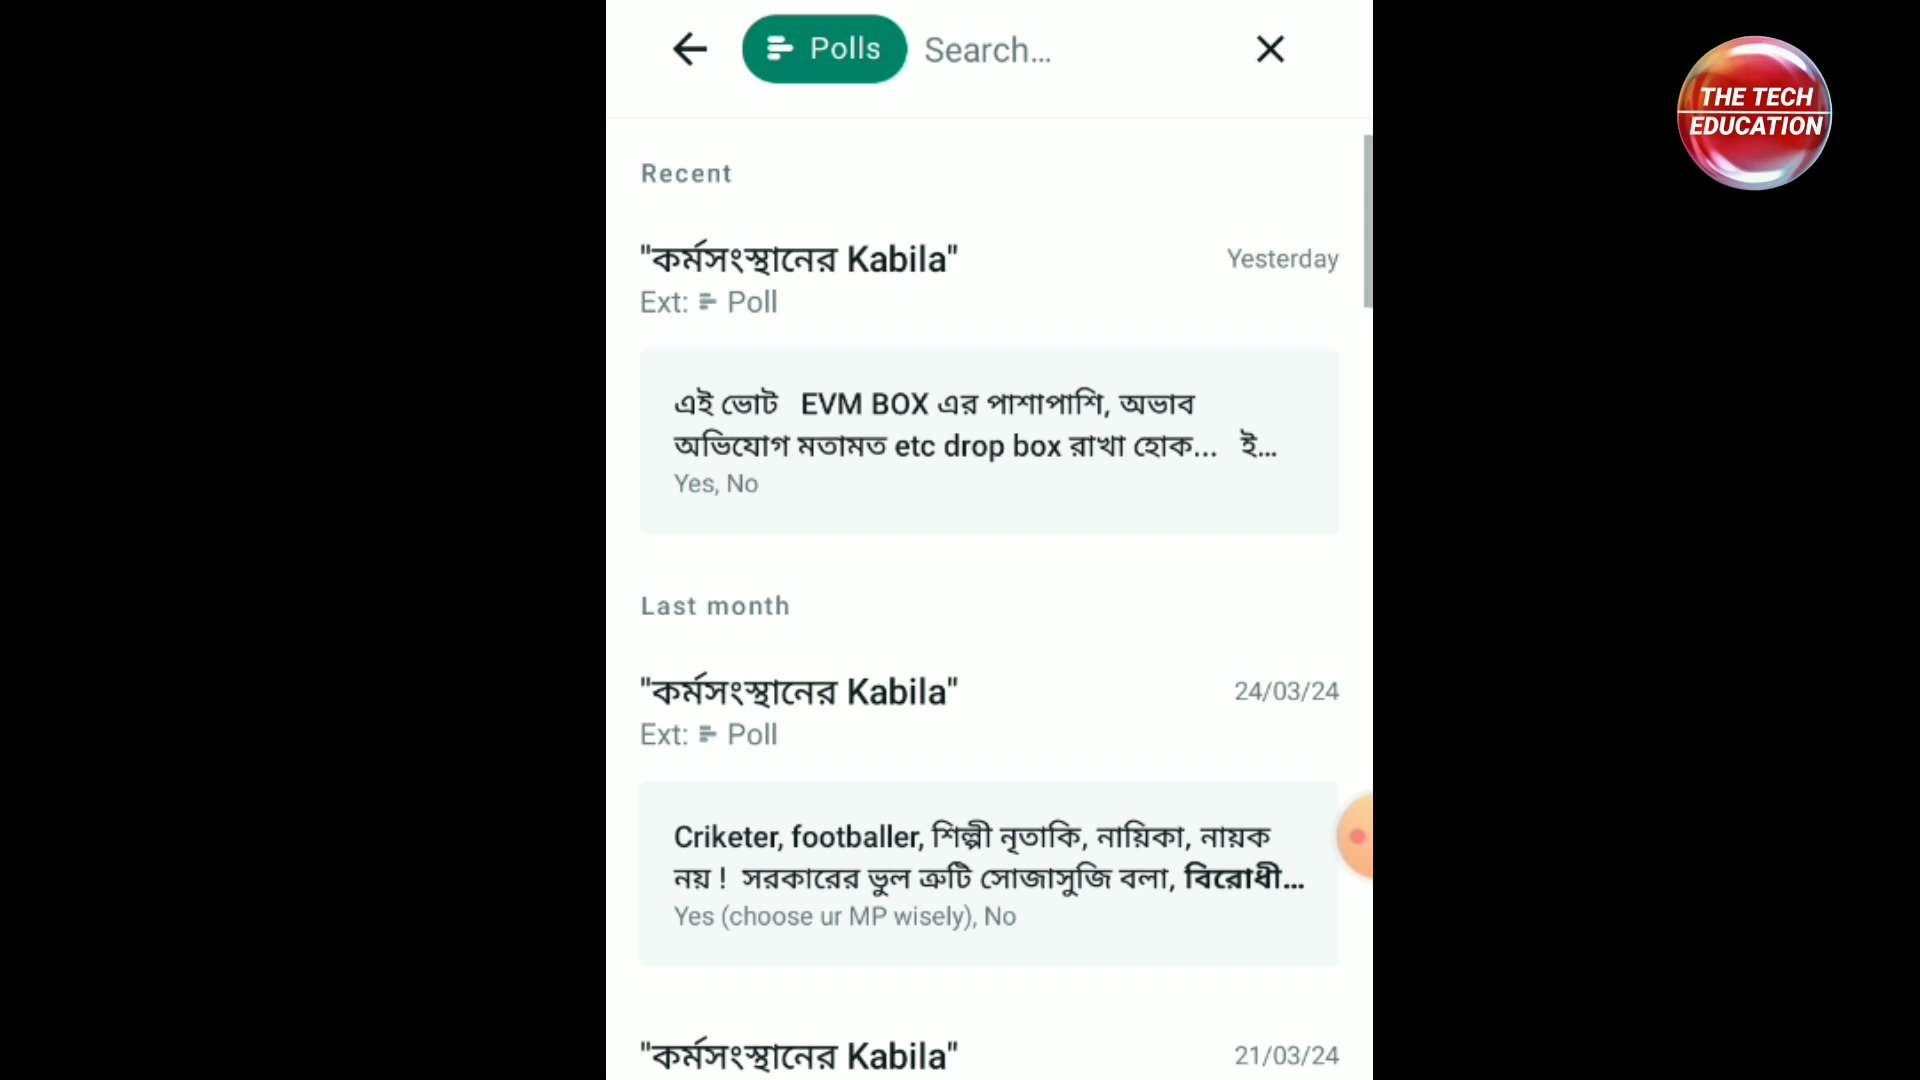 Polls Search...
THE TECH
EDUCATION
Recent
"কর্মসংস্থানের Kabila" Yesterday
Ext: Poll
এই ভোট EVM BOX এর পাশাপাশি, অভাব
অভিযোগ মতামত etc drop box রাখা হোক... ই...
Yes, No
Last month
"কর্মসংস্থানের Kabila" 24/03/24
Ext: Poll
Criketer, footballer, শিল্পী নৃতাকি, নায়িকা, নায়ক
নয় ! সরকারের ভুল ত্রুটি সোজাসুজি বলা, বিরোধী...
Yes (choose ur MP wisely), No
"কর্মসংস্থানের Kabila" 21/03/24